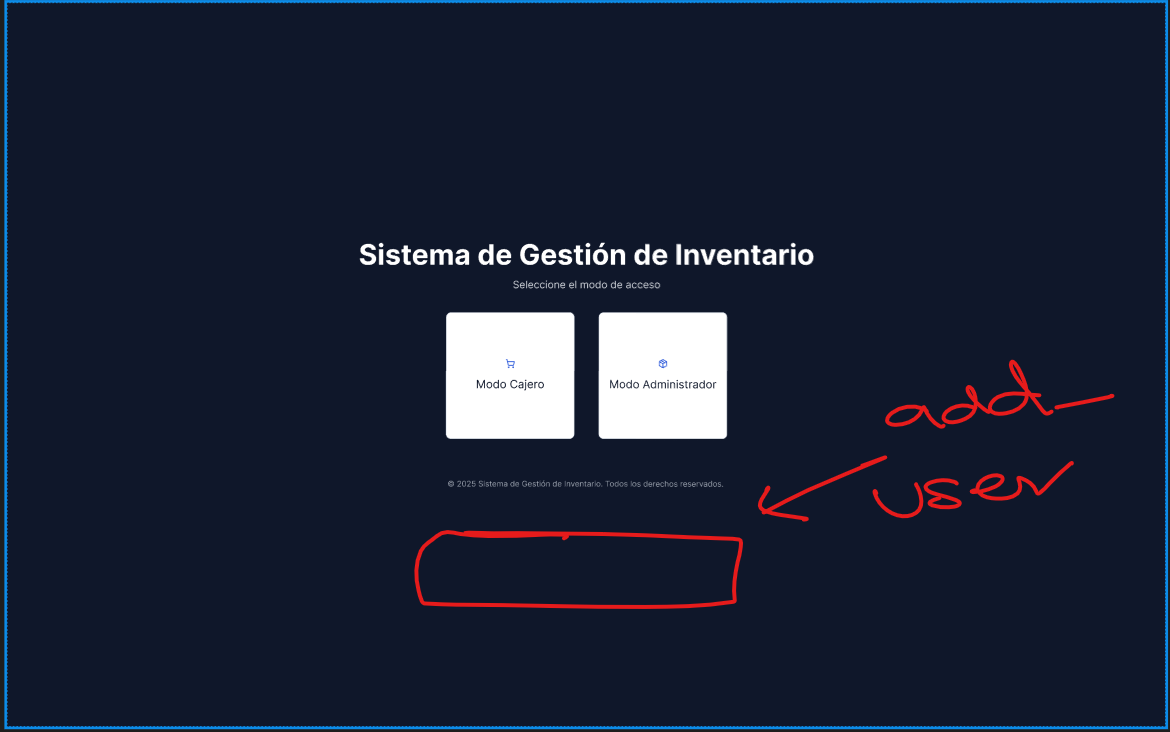 Sistema de Gestión de Inventario
Seleccione el modo de acceso
Modo Cajero
Modo Administrador
© 2025 Sistema de Gestión de Inventario. Todos los derechos reservados.
add
user